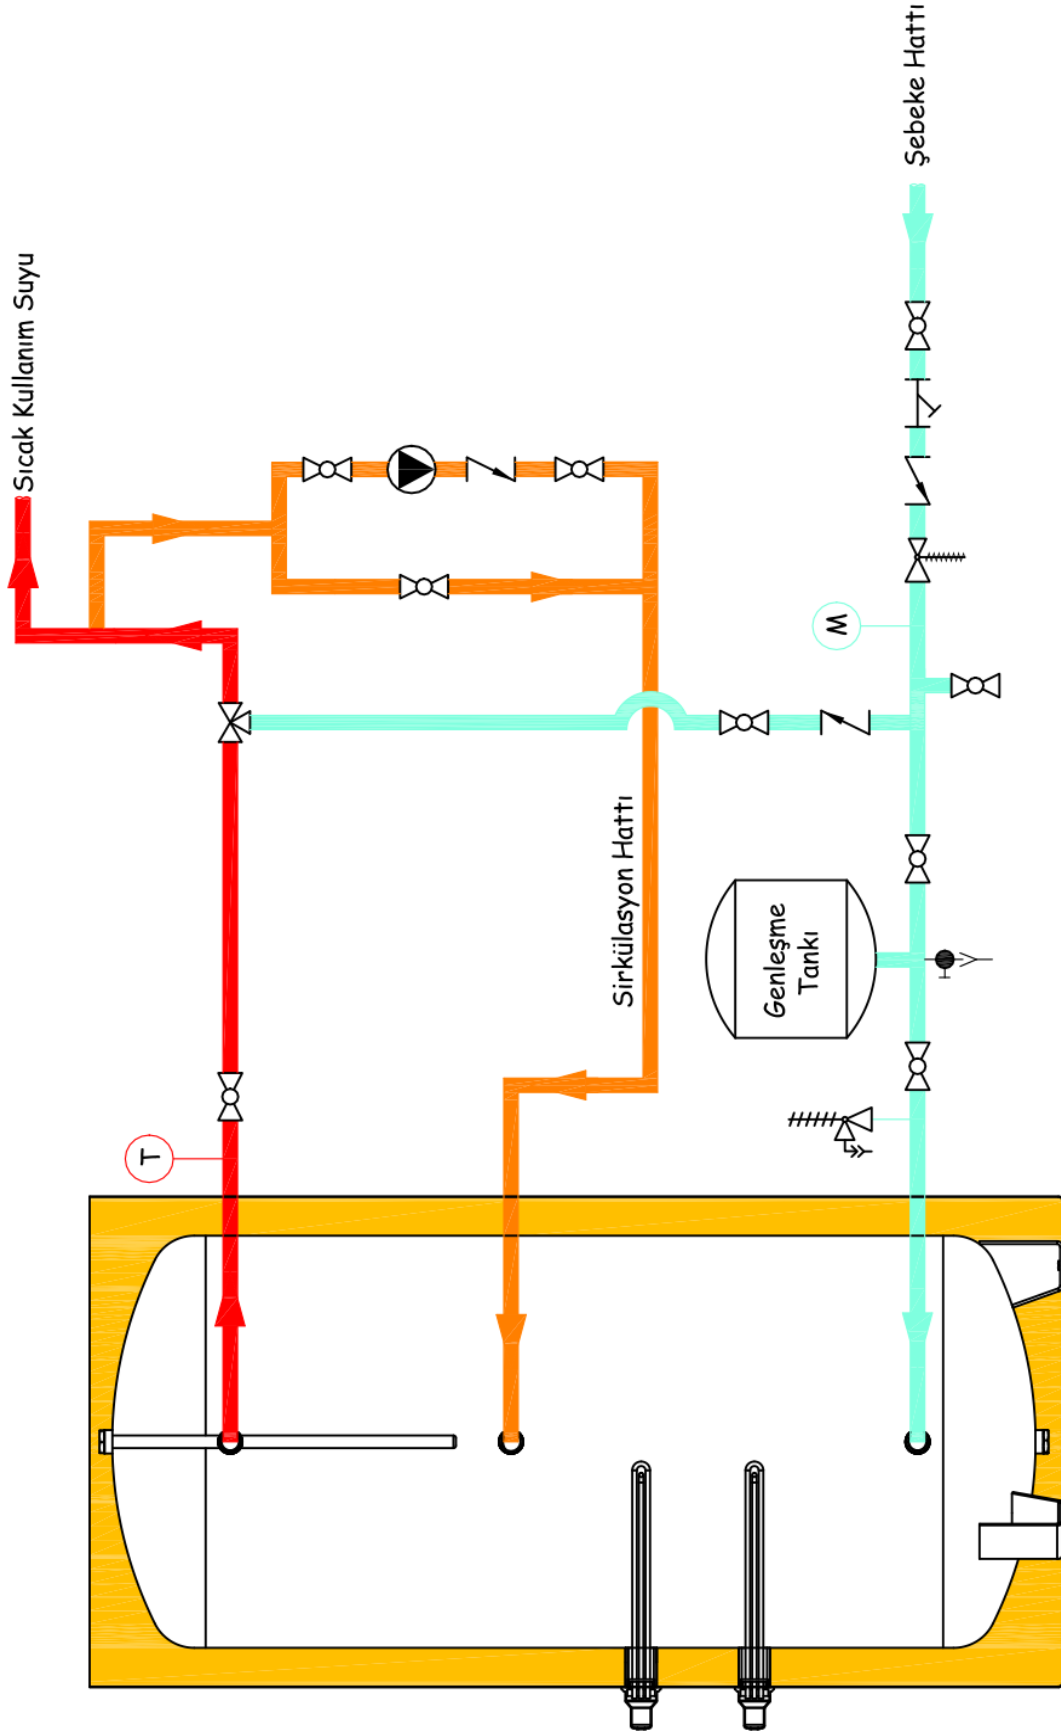 Sıcak Kullanım Suyu
Şebeke Hattı
M
Sirkülasyon Hattı
Genleşme
Tankı
T